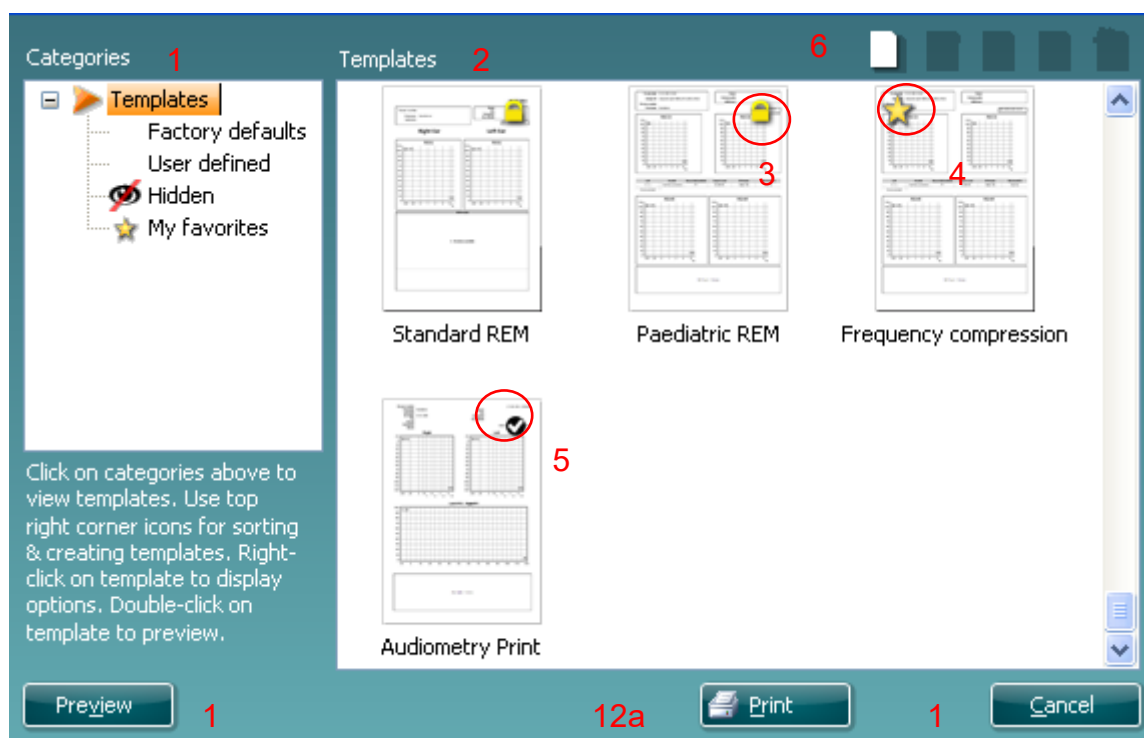 Categories 1
Templates 2
6
Templates
Factory defaults
User defined
Hidden
My favorites
3
4
Standard REM
Paediatric REM
Frequency compression
5
Audiometry Print
Click on categories above to
view templates. Use top
right corner icons for sorting
& creating templates. Right-
click on template to display
options. Double-click on
template to preview.
Preview
1
12a
Print
1
Cancel